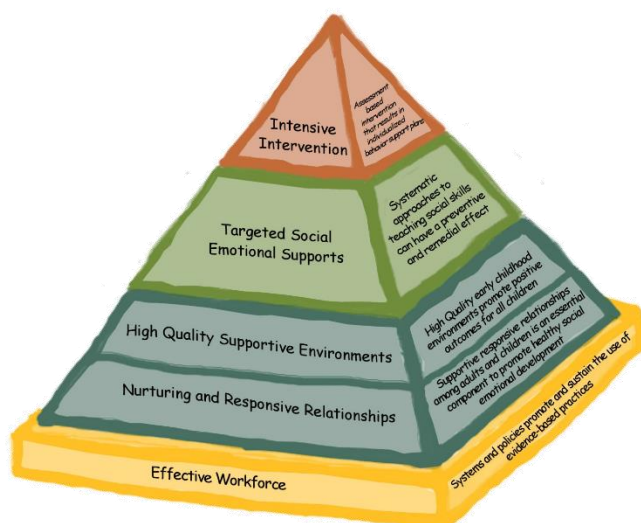 Intensive
Intervention
Assessment
based
intervention
that results in
individualized
behavior support plans
Targeted Social
Emotional Supports
Systematic
approaches to
teaching social skills
can have a preventive
and remedial effect
High Quality Supportive Environments
High Quality early childhood
environments promote positive
outcomes for all children
Nurturing and Responsive Relationships
Supportive responsive relationships
among adults and children is an essential
component to promote healthy social
emotional development
Effective Workforce
Systems and policies promote and sustain the use of
evidence-based practices